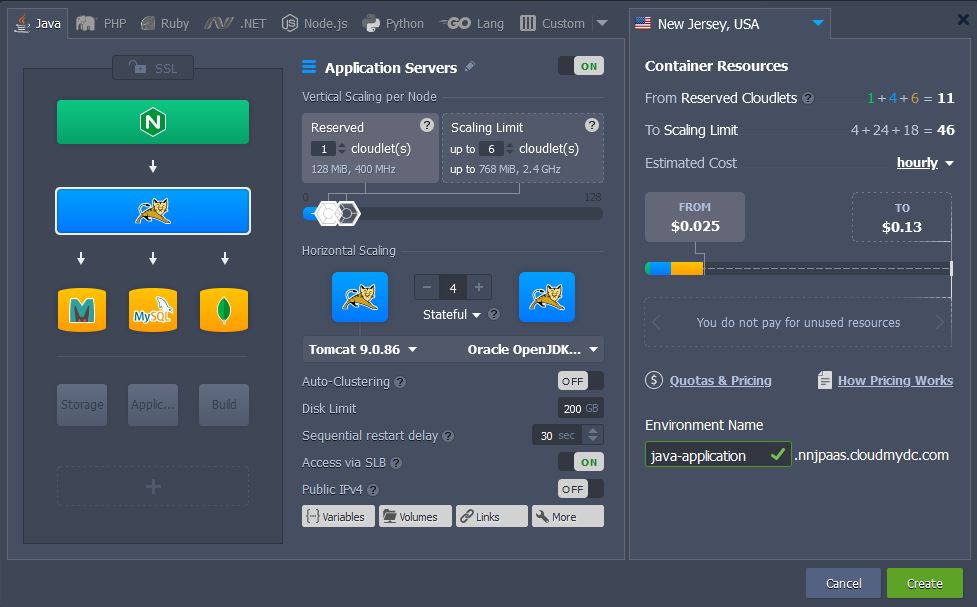 Java PHP Ruby .NET Node.js Python GO Lang Custom
SSL
N
MySQL
Storage Applic... Build
Application Servers ON
Vertical Scaling per Node
Reserved ?
1 cloudlet(s)
128 MiB, 400 MHz
Scaling Limit ?
up to 6 cloudlet(s)
up to 768 MiB, 2.4 GHz
0 128
Horizontal Scaling
4
Stateful ?
Tomcat 9.0.86 Oracle OpenJDK...
Auto-Clustering ? OFF
Disk Limit 200 GB
Sequential restart delay ? 30 sec
Access via SLB ? ON
Public IPv4 ? OFF
Variables Volumes Links More
New Jersey, USA
Container Resources
From Reserved Cloudlets ? 1 + 4 + 6 = 11
To Scaling Limit 4 + 24 + 18 = 46
Estimated Cost hourly
FROM
$0.025
TO
$0.13
You do not pay for unused resources
$ Quotas & Pricing How Pricing Works
Environment Name
java-application .nnjpaas.cloudmydc.com
Cancel Create